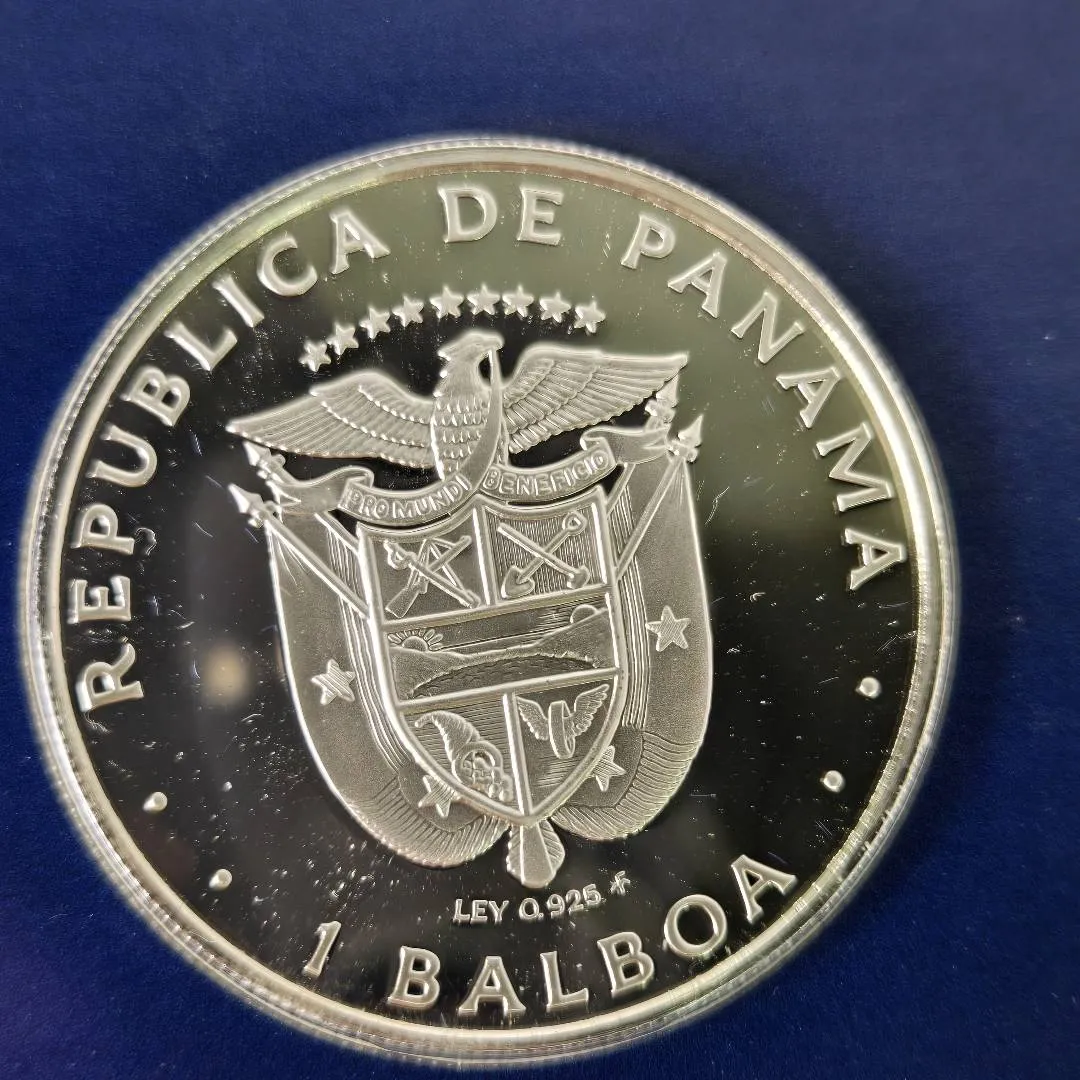 REPUBLICA DE PANAMA
PRO MUNDI BENEFICIO
LEY 0.925
1 BALBOA